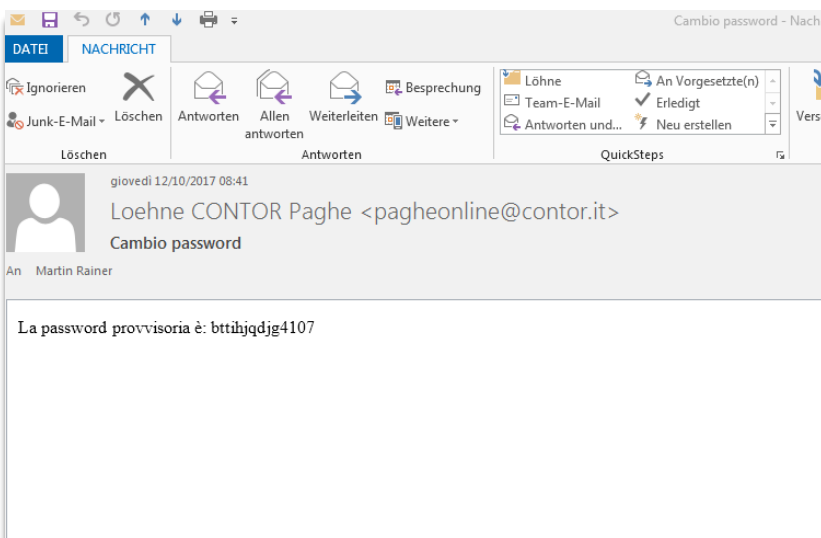 Cambio password - Nach
DATEI NACHRICHT
Ignorieren
Junk-E-Mail
Löschen
Löschen
Antworten
Allen antworten
Weiterleiten
Besprechung
Weitere
Antworten
Löhne
Team-E-Mail
Antworten und...
An Vorgesetzte(n)
Erledigt
Neu erstellen
QuickSteps
Vers
giovedì 12/10/2017 08:41
Loehne CONTOR Paghe <pagheonline@contor.it>
Cambio password
An Martin Rainer
La password provvisoria è: bttihjqdjg4107